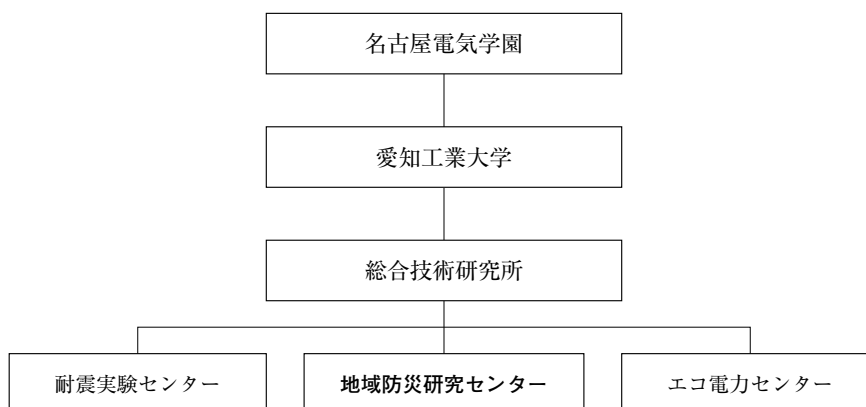 名古屋電気学園
愛知工業大学
総合技術研究所
耐震実験センター
地域防災研究センター
エコ電力センター